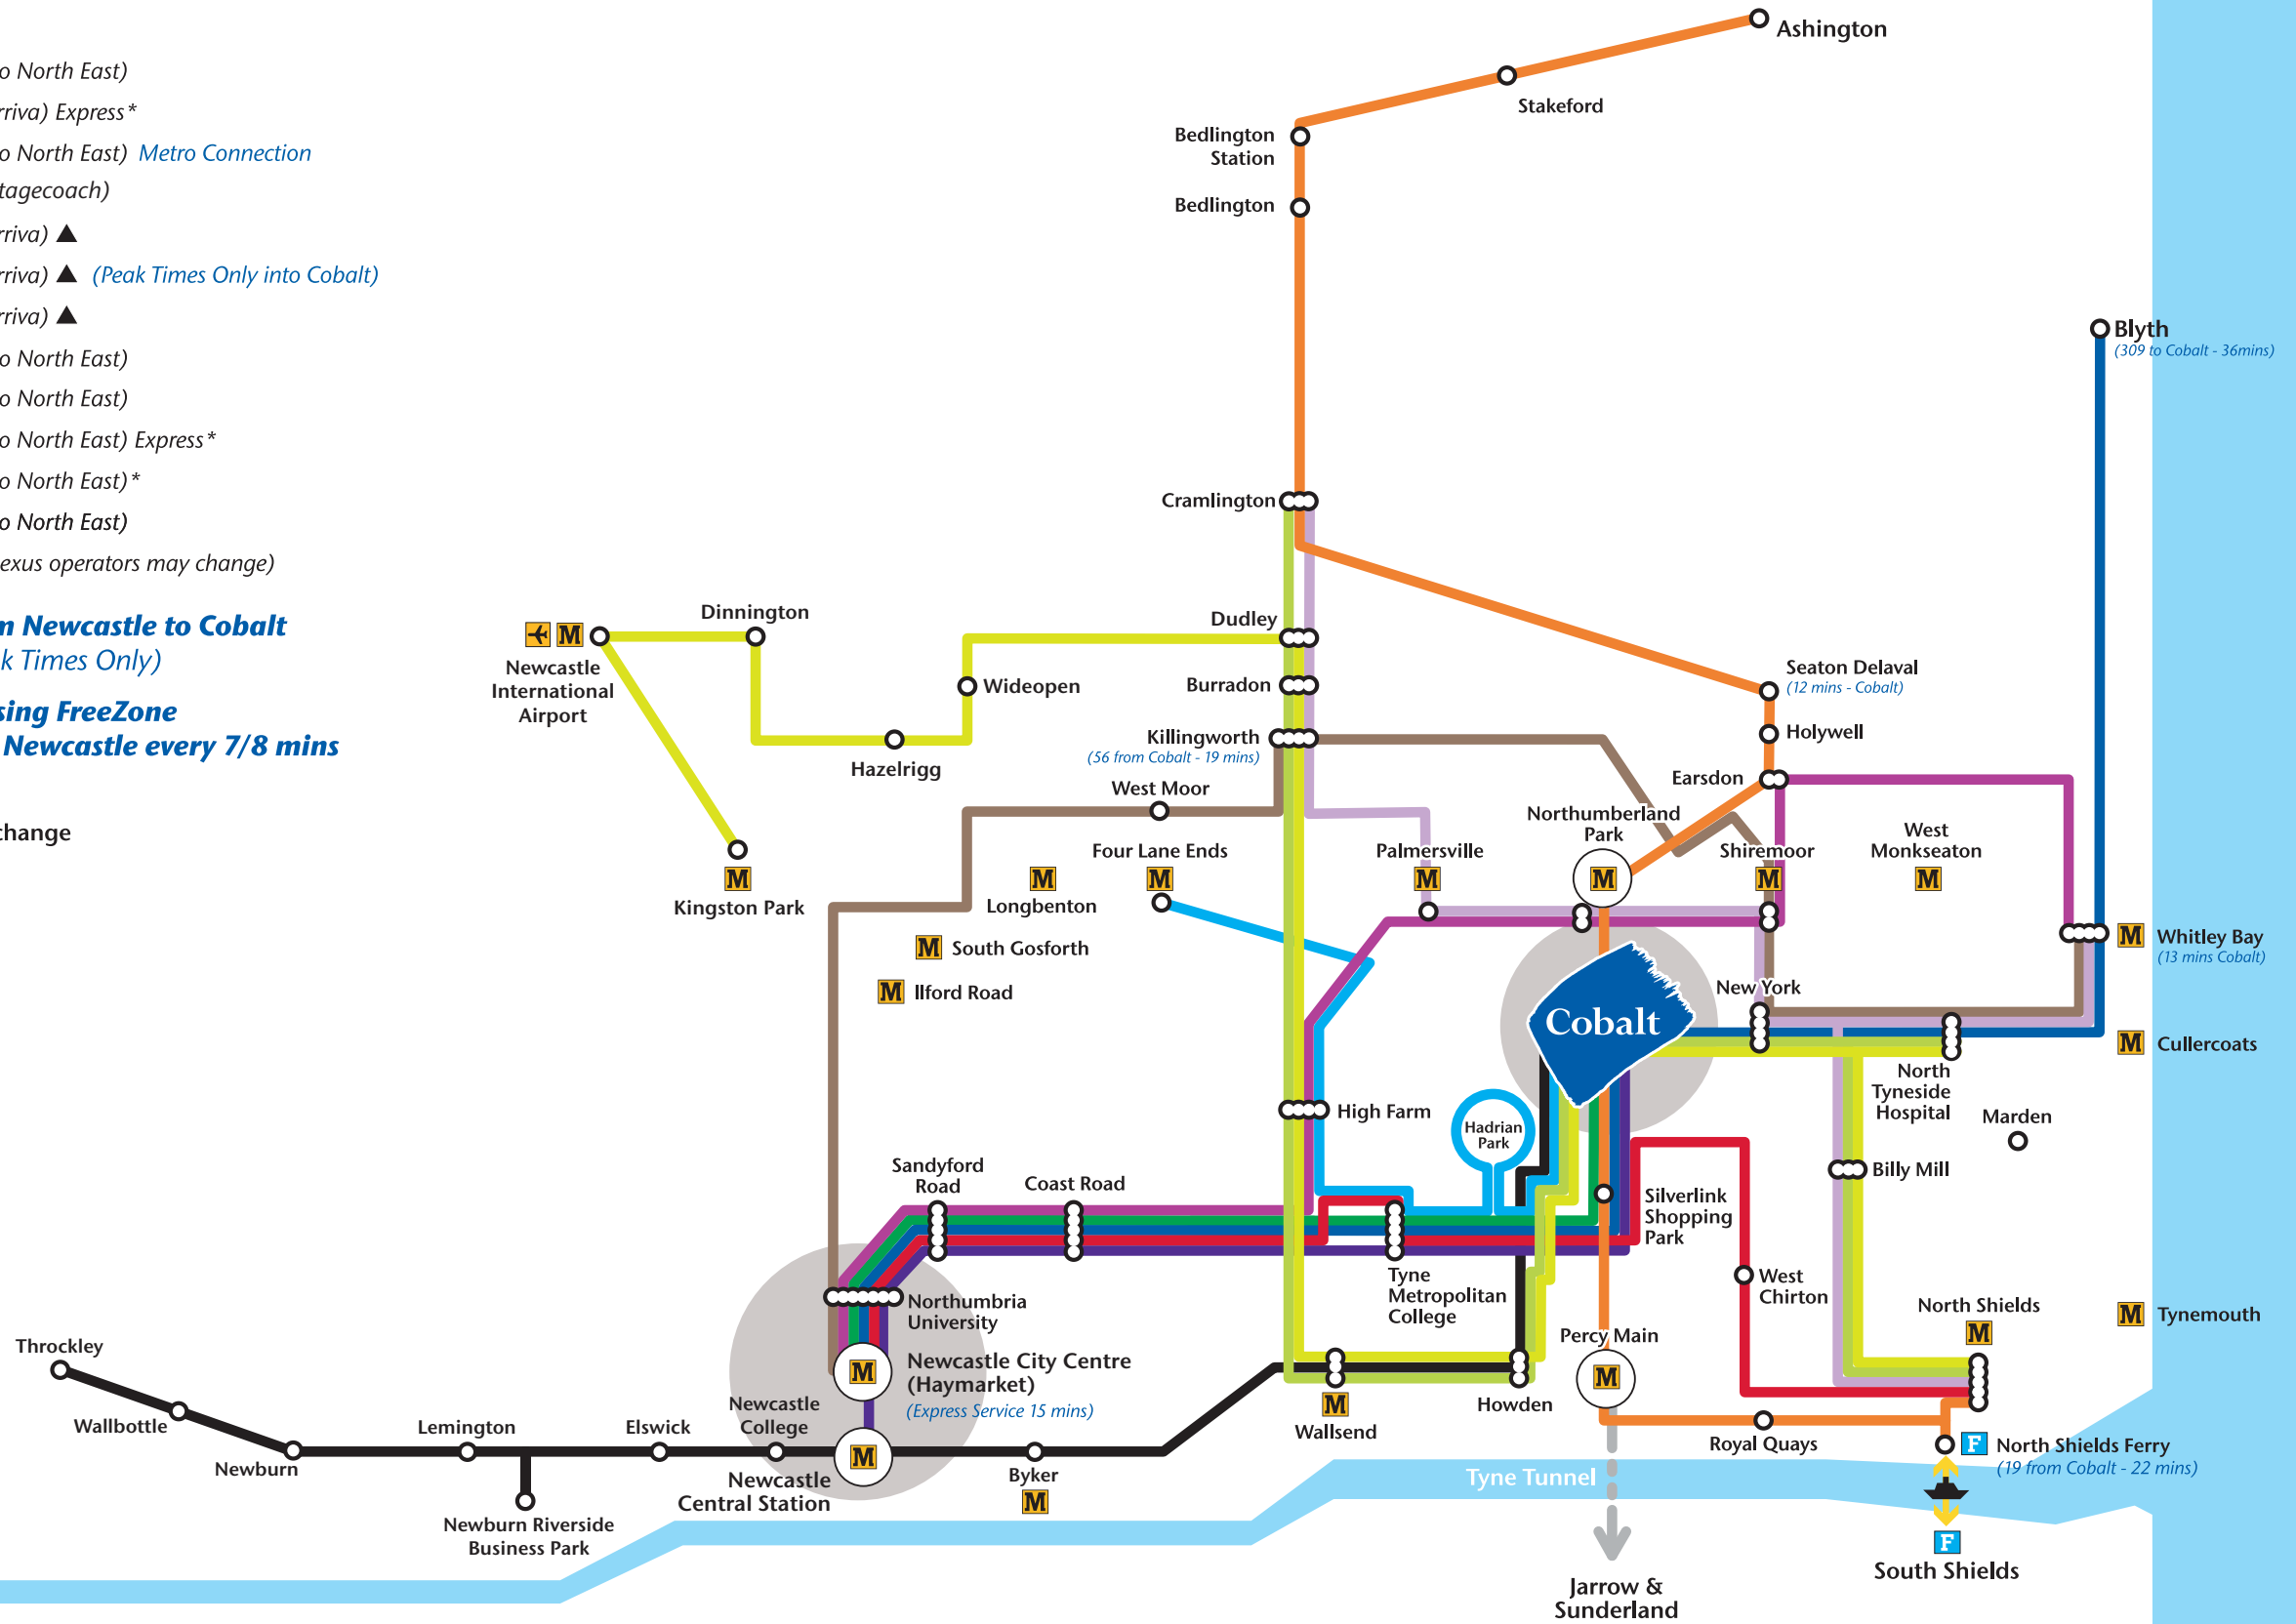 o North East)
rriva) Express*
o North East) Metro Connection
tagecoach)
rriva) ▲
rriva) ▲ (Peak Times Only into Cobalt)
rriva) ▲
o North East)
o North East)
o North East) Express*
o North East)*
o North East)
exus operators may change)
m Newcastle to Cobalt
k Times Only)
sing FreeZone
Newcastle every 7/8 mins
change
Ashington
Stakeford
Bedlington
Station
Bedlington
Blyth
(309 to Cobalt - 36mins)
Cramlington
Dinnington
Dudley
M
Newcastle
International
Airport
Wideopen
Burradon
Seaton Delaval
(12 mins - Cobalt)
Holywell
Killingworth
(56 from Cobalt - 19 mins)
Hazelrigg
Earsdon
West Moor
Northumberland
Park
M
West
Monkseaton
M
Four Lane Ends
M
Palmersville
M
Shiremoor
M
M
Kingston Park
M
Longbenton
M South Gosforth
M Ilford Road
M Whitley Bay
(13 mins Cobalt)
New York
Cobalt
M Cullercoats
North
Tyneside
Hospital
High Farm
Hadrian
Park
Marden
Sandyford
Road
Coast Road
Billy Mill
Silverlink
Shopping
Park
Tyne
Metropolitan
College
West
Chirton
Northumbria
University
North Shields
M
M Tynemouth
Percy Main
M
Throckley
Newcastle City Centre
(Haymarket)
(Express Service 15 mins)
M
Wallbottle
Newcastle
College
Howden
M
Wallsend
Lemington
Elswick
Royal Quays
F North Shields Ferry
(19 from Cobalt - 22 mins)
Newburn
M
Newcastle
Central Station
Byker
M
Tyne Tunnel
Newburn Riverside
Business Park
F
South Shields
Jarrow &
Sunderland